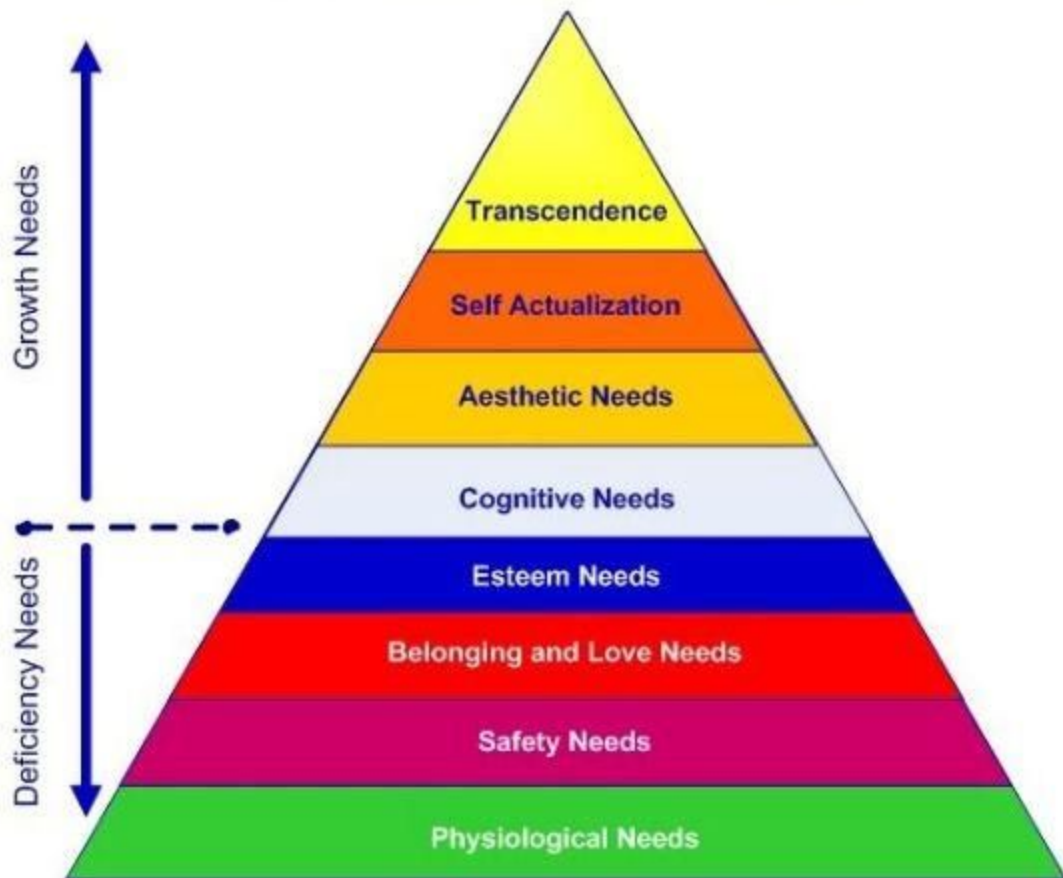 Growth Needs
Deficiency Needs
Transcendence
Self Actualization
Aesthetic Needs
Cognitive Needs
Esteem Needs
Belonging and Love Needs
Safety Needs
Physiological Needs